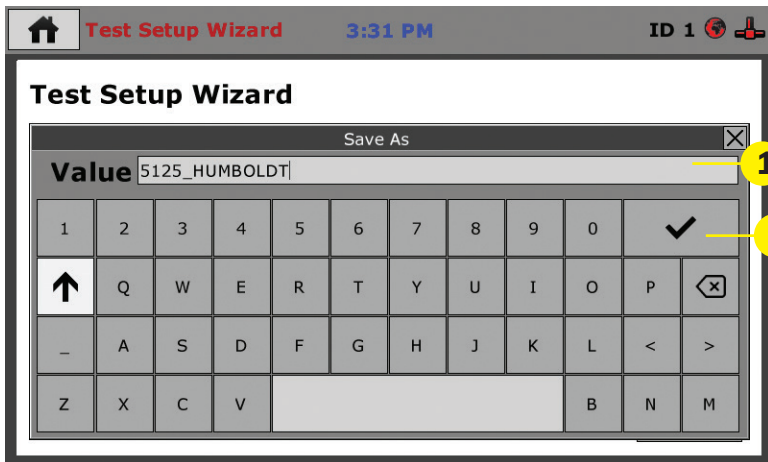 Test Setup Wizard 3:31 PM ID 1
Test Setup Wizard
Save As
Value 5125_HUMBOLDT
1
1 2 3 4 5 6 7 8 9 0
Q W E R T Y U I O P
_ A S D F G H J K L < >
Z X C V B N M